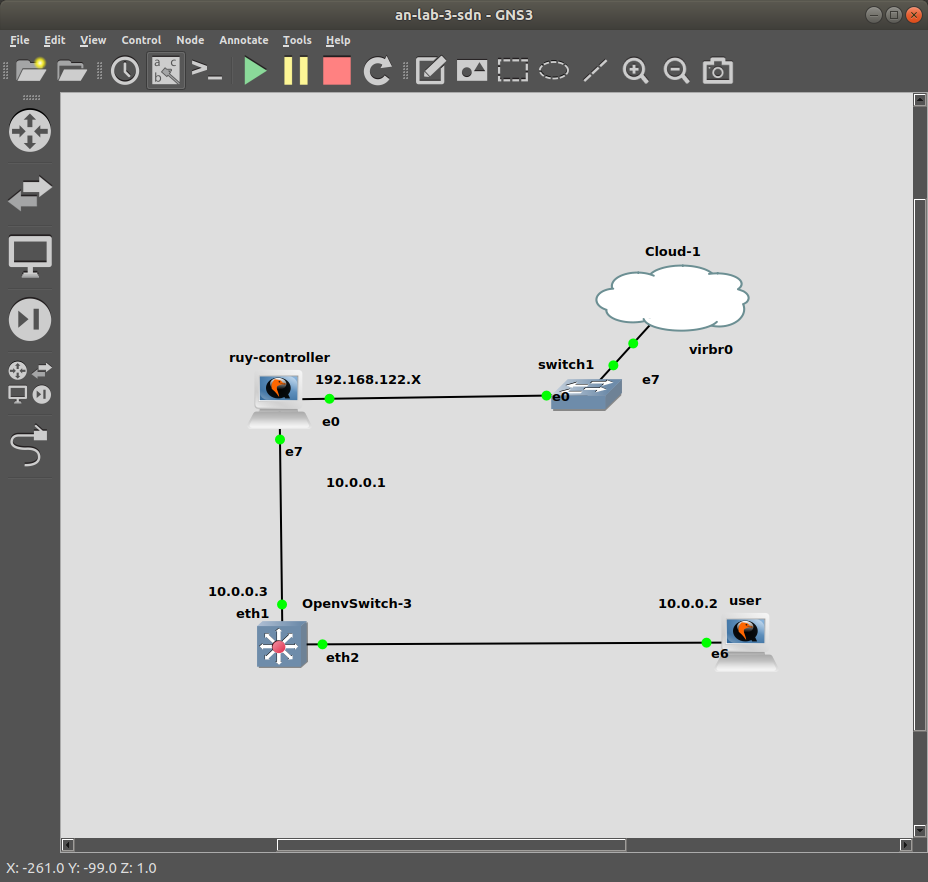 an-lab-3-sdn - GNS3
File Edit View Control Node Annotate Tools Help
a c
b
>_
Cloud-1
virbr0
ruy-controller
switch1
192.168.122.X
e7
e0
e0
e7
10.0.0.1
10.0.0.3
OpenvSwitch-3
10.0.0.2
user
eth1
eth2
e6
X: -261.0 Y: -99.0 Z: 1.0